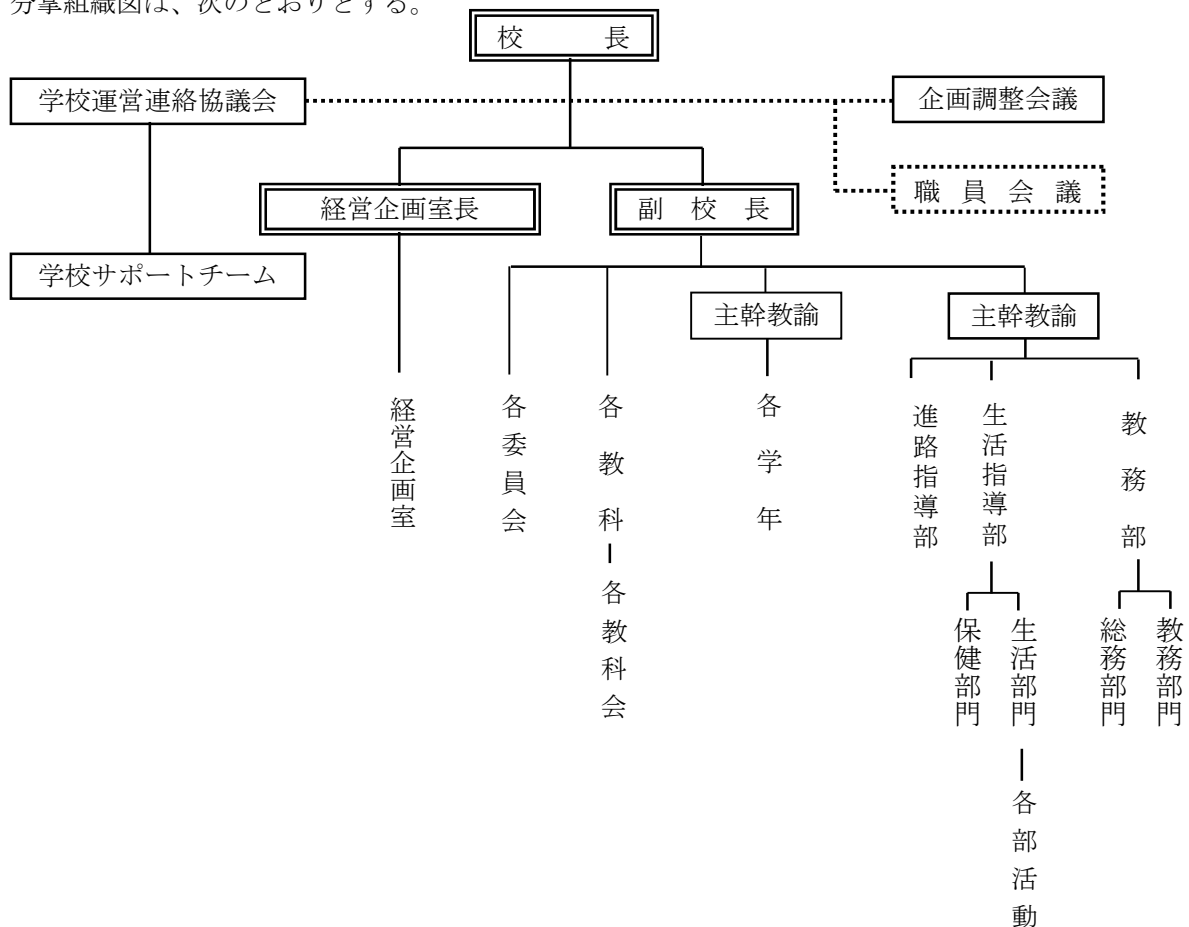 分掌組織図は、次のとおりとする。
校長
学校運営連絡協議会
企画調整会議
職員会議
経営企画室長
副校長
学校サポートチーム
主幹教諭
主幹教諭
経営企画室
各委員会
各教科
各教科会
各学年
進路指導部
生活指導部
教務部
保健部門
生活部門
総務部門
教務部門
各部活動